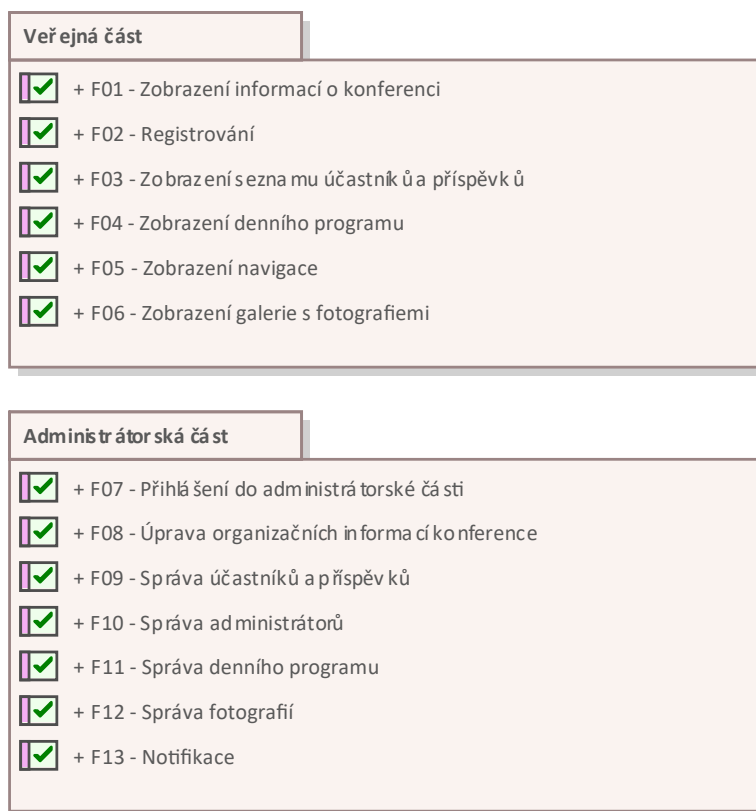 Veřejná část
+ F01 - Zobrazení informací o konferenci
+ F02 - Registrování
+ F03 - Zobrazení seznamu účastníků a příspěvků
+ F04 - Zobrazení denního programu
+ F05 - Zobrazení navigace
+ F06 - Zobrazení galerie s fotografiemi
Administrátorská část
+ F07 - Přihlášení do administrátorské části
+ F08 - Úprava organizačních informací konference
+ F09 - Správa účastníků a příspěvků
+ F10 - Správa administrátorů
+ F11 - Správa denního programu
+ F12 - Správa fotografií
+ F13 - Notifikace